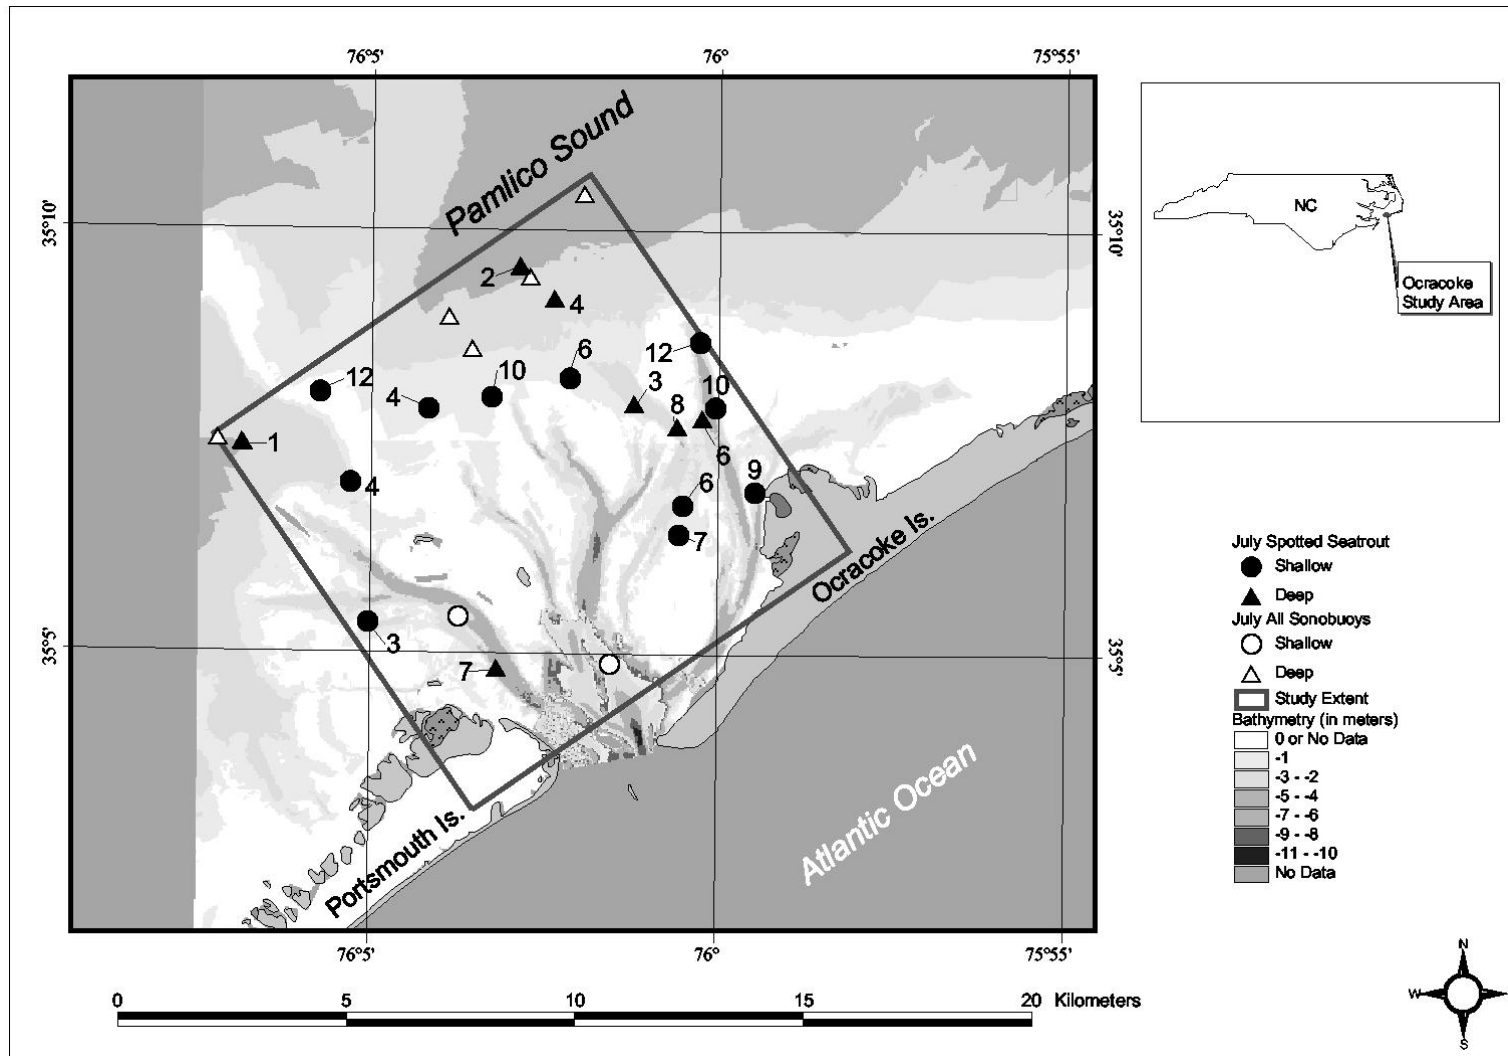 76°5'
76°
75°55'
35°10'
35°10'
35°5'
35°5'
Pamlico Sound
2
4
6
12
10
4
12
3
10
8
6
1
4
6
9
7
3
7
Ocracoke Is.
Portsmouth Is.
Atlantic Ocean
76°5'
76°
75°55'
0
5
10
15
20 Kilometers
NC
Ocracoke
Study Area
July Spotted Seatrout
Shallow
Deep
July All Sonobuoys
Shallow
Deep
Study Extent
Bathymetry (in meters)
0 or No Data
-1
-3 - -2
-5 - -4
-7 - -6
-9 - -8
-11 - -10
No Data
N
W
S